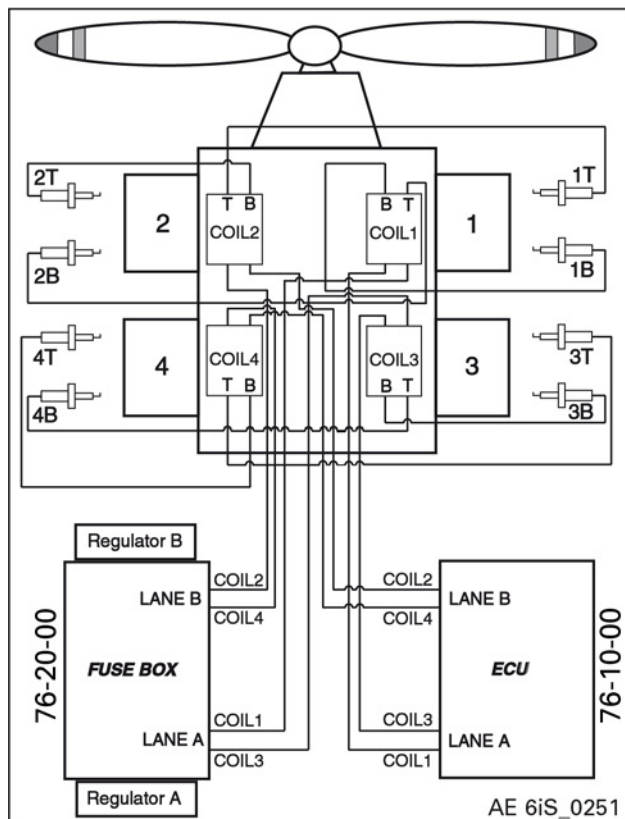 2T
1T
T B
B T
COIL2
COIL1
2
1
2B
1B
4T
3T
COIL4
COIL3
4
3
T B
B T
4B
3B
Regulator B
COIL2
COIL2
LANE B
LANE B
COIL4
COIL4
76-20-00
FUSE BOX
ECU
76-10-00
COIL1
COIL3
LANE A
LANE A
COIL3
COIL1
Regulator A
AE 6iS_0251